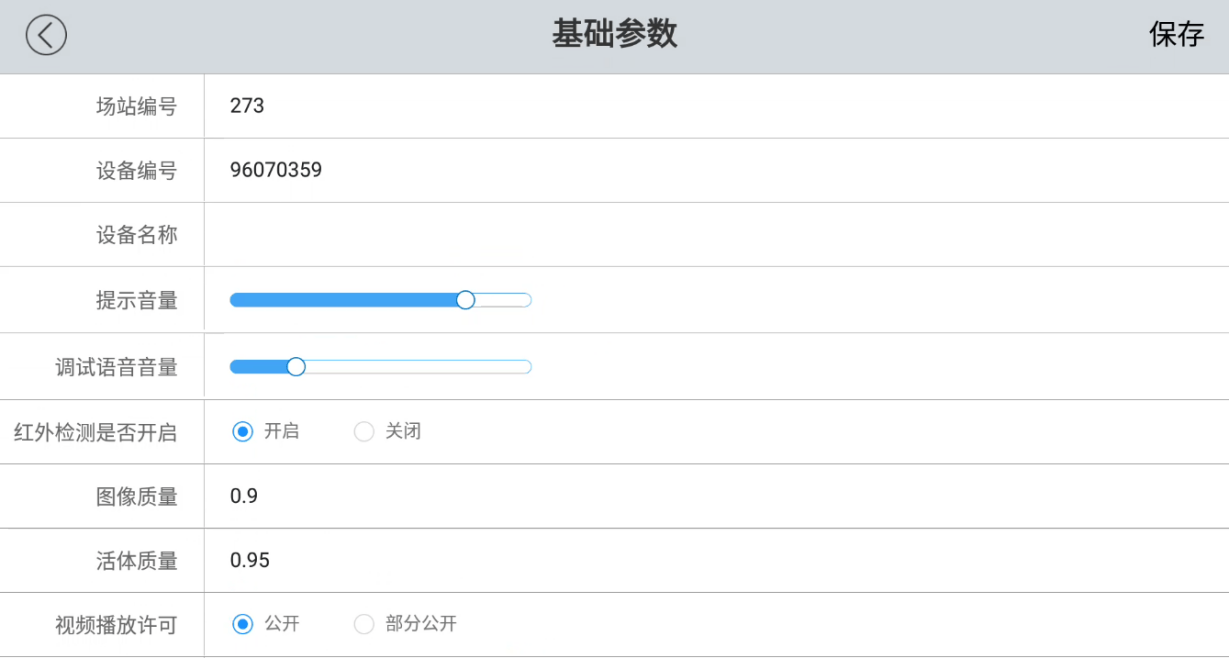 基础参数
保存
场站编号 273
设备编号 96070359
设备名称
提示音量
调试语音音量
红外检测是否开启 开启 关闭
图像质量 0.9
活体质量 0.95
视频播放许可 公开 部分公开